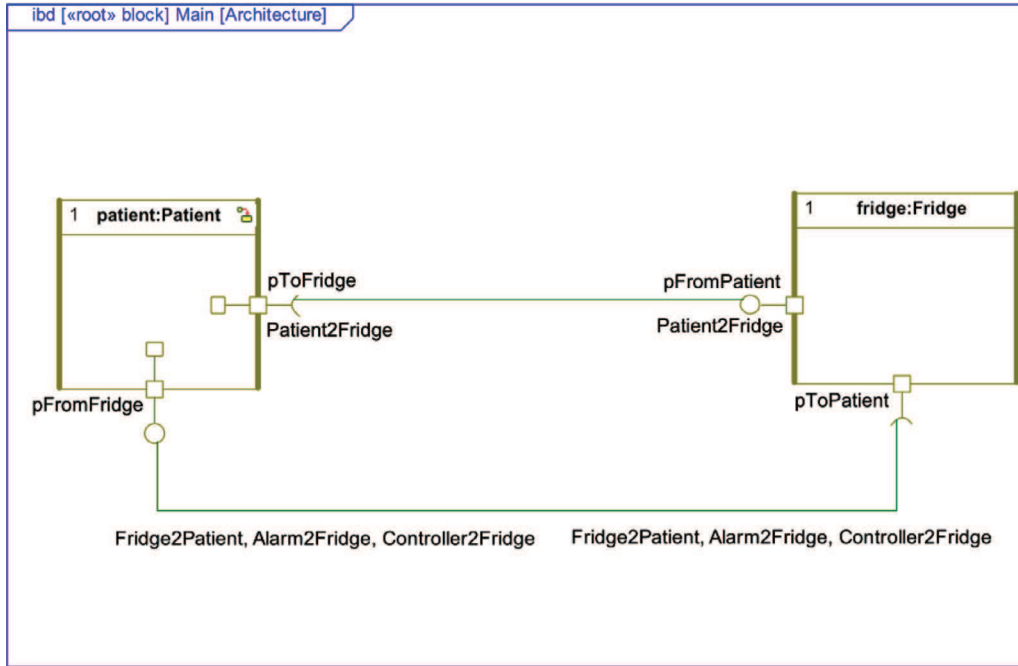 ibd [«root» block] Main [Architecture]
1 patient:Patient
1 fridge:Fridge
pToFridge
pFromPatient
Patient2Fridge
Patient2Fridge
pFromFridge
pToPatient
Fridge2Patient, Alarm2Fridge, Controller2Fridge
Fridge2Patient, Alarm2Fridge, Controller2Fridge